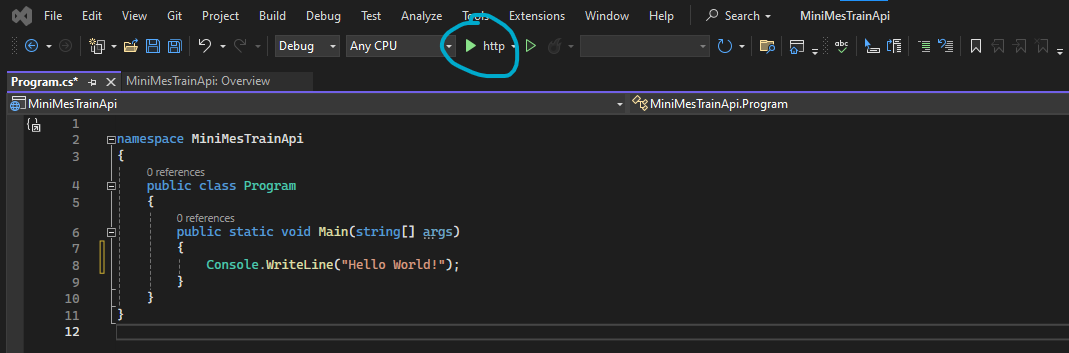 File Edit View Git Project Build Debug Test Analyze Tools Extensions Window Help Search MiniMesTrainApi
Debug Any CPU http abc
Program.cs* MiniMesTrainApi: Overview
MiniMesTrainApi MiniMesTrainApi.Program
1
2 namespace MiniMesTrainApi
3 {
0 references
4 public class Program
5 {
0 references
6 public static void Main(string[] args)
7 {
8 Console.WriteLine("Hello World!");
9 }
10 }
11 }
12